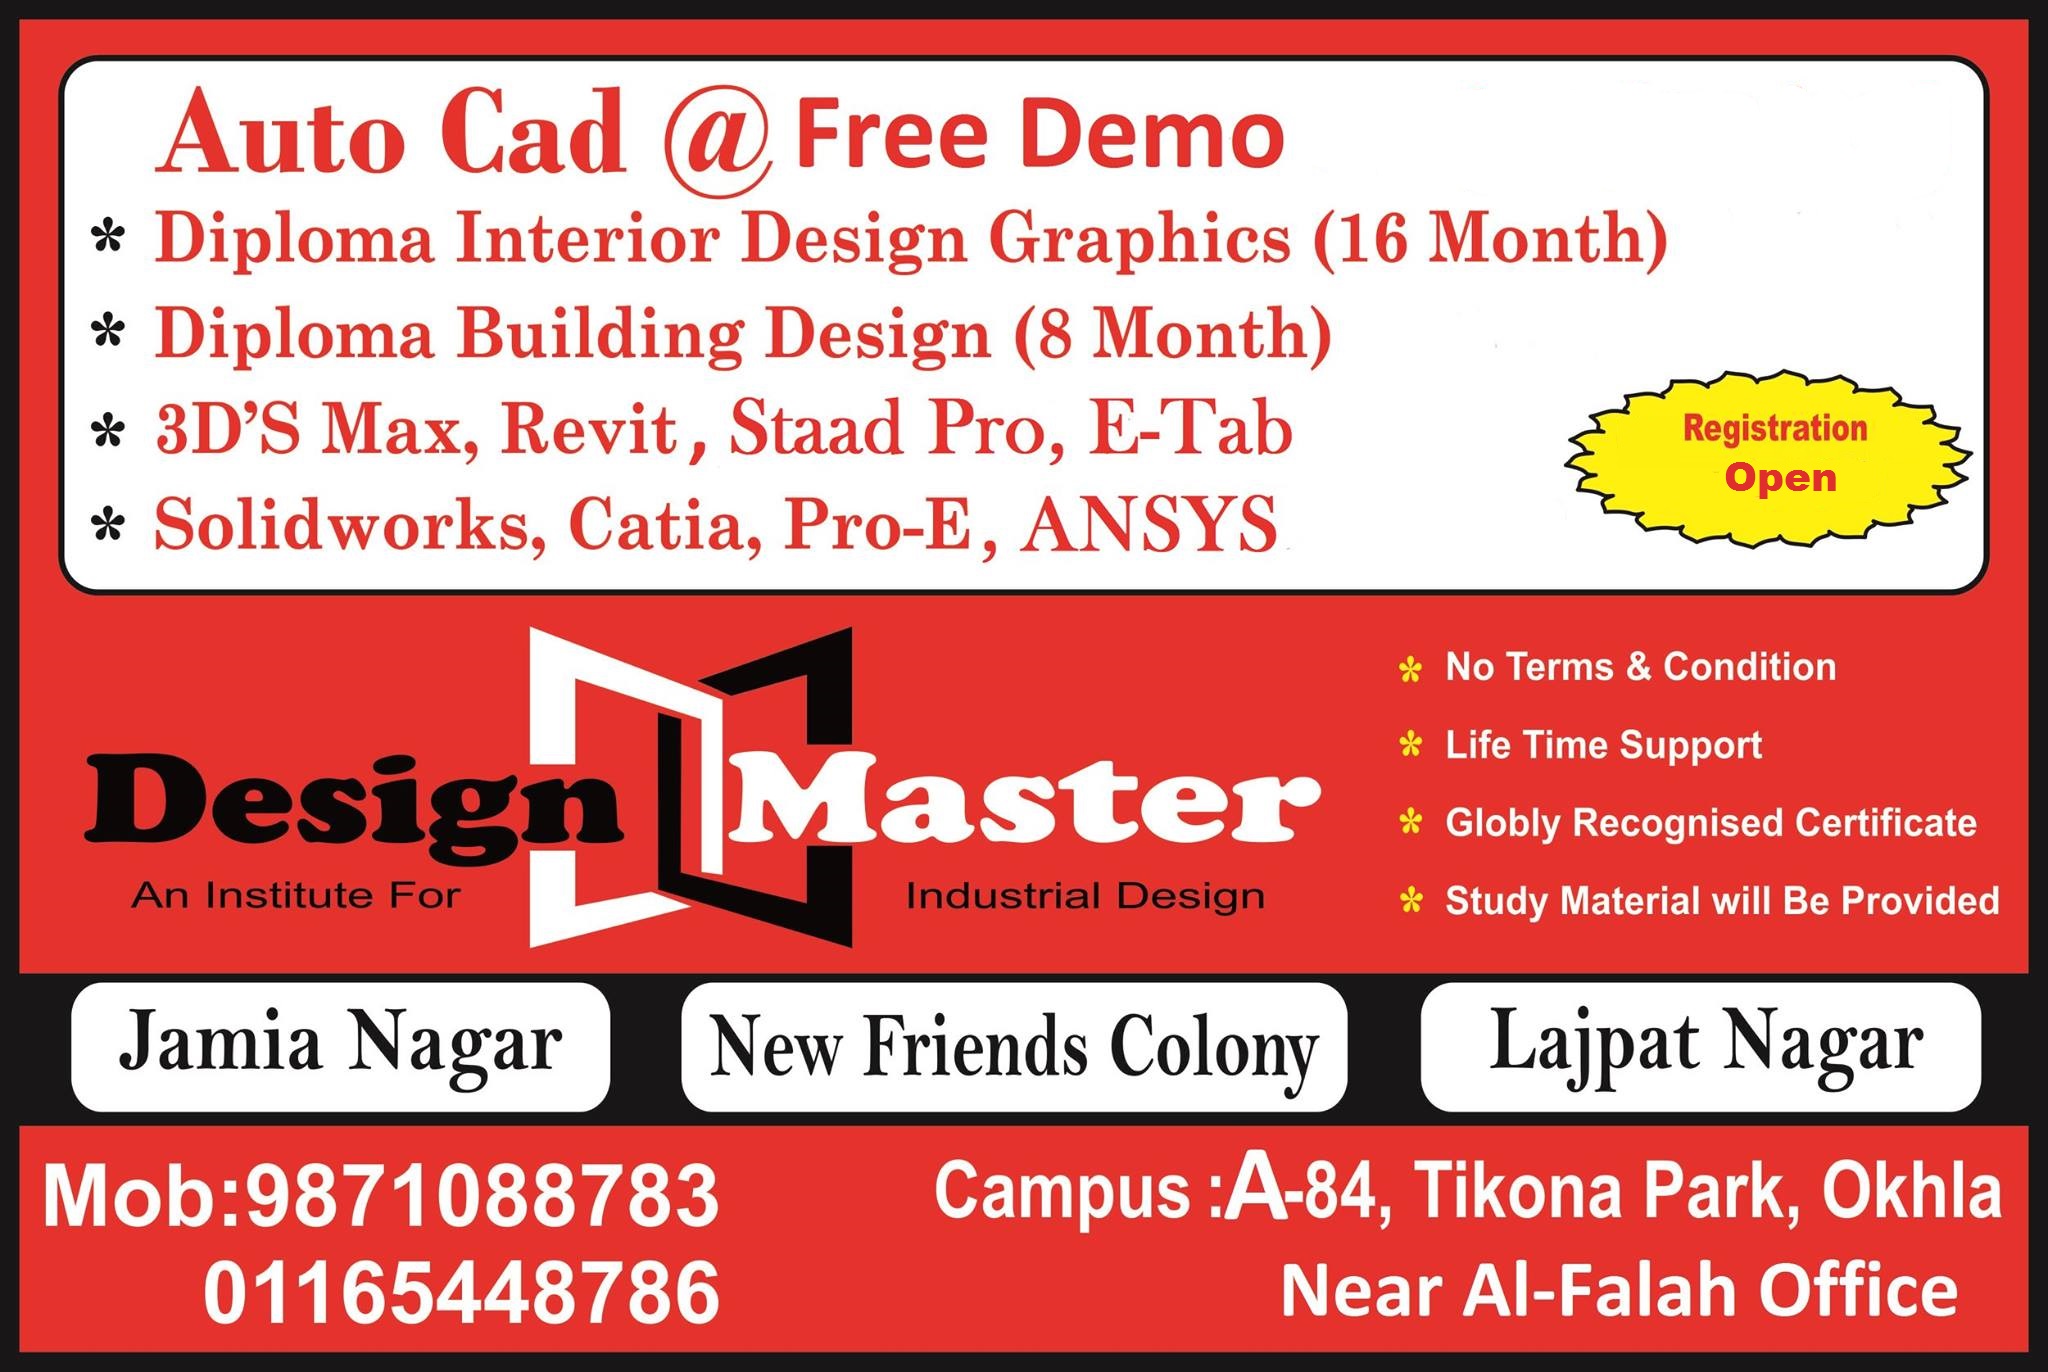 Auto Cad @ Free Demo
* Diploma Interior Design Graphics (16 Month)
* Diploma Building Design (8 Month)
* 3D'S Max, Revit, Staad Pro, E-Tab
* Solidworks, Catia, Pro-E, ANSYS
Registration
Open
Design Master
An Institute For Industrial Design
* No Terms & Condition
* Life Time Support
* Globly Recognised Certificate
* Study Material will Be Provided
Jamia Nagar
New Friends Colony
Lajpat Nagar
Mob:9871088783
01165448786
Campus :A-84, Tikona Park, Okhla
Near Al-Falah Office